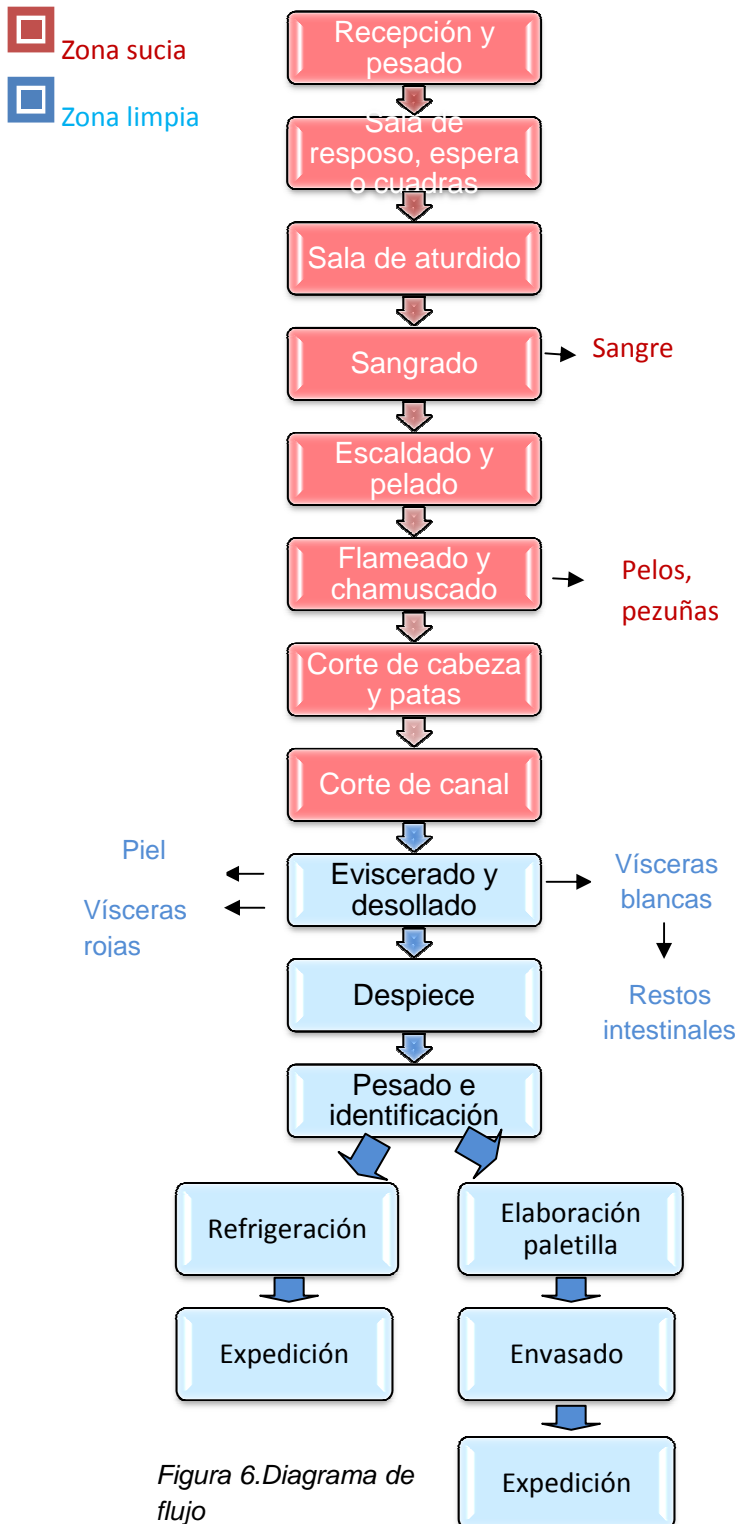 Zona sucia
Zona limpia
Recepción y
pesado
Sala de
resposo, espera
o cuadras
Sala de aturdido
Sangrado
Sangre
Escaldado y
pelado
Flameado y
chamuscado
Pelos,
pezuñas
Corte de cabeza
y patas
Corte de canal
Piel
Vísceras
rojas
Eviscerado y
desollado
Vísceras
blancas
Restos
intestinales
Despiece
Pesado e
identificación
Refrigeración
Expedición
Elaboración
paletilla
Envasado
Expedición
Figura 6.Diagrama de
flujo